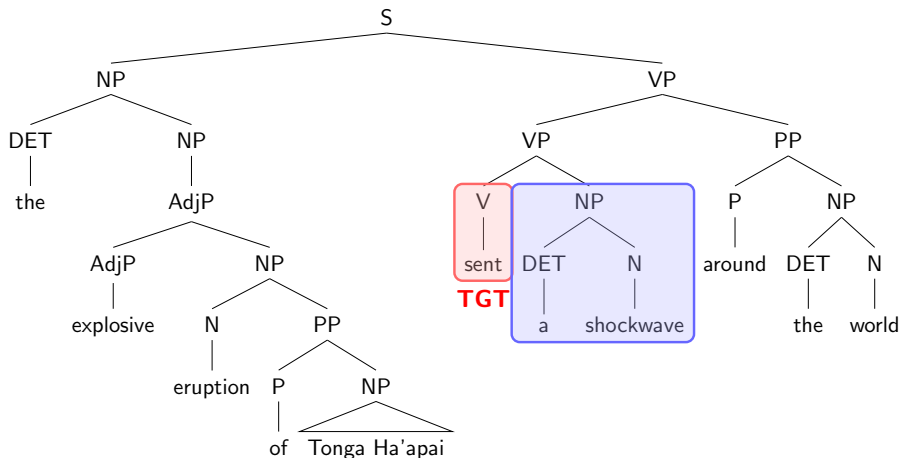 S
NP VP
DET NP VP PP
the AdjP V NP P NP
AdjP NP sent DET N around DET N
TGT
explosive N PP a shockwave the world
eruption P NP
of Tonga Ha'apai